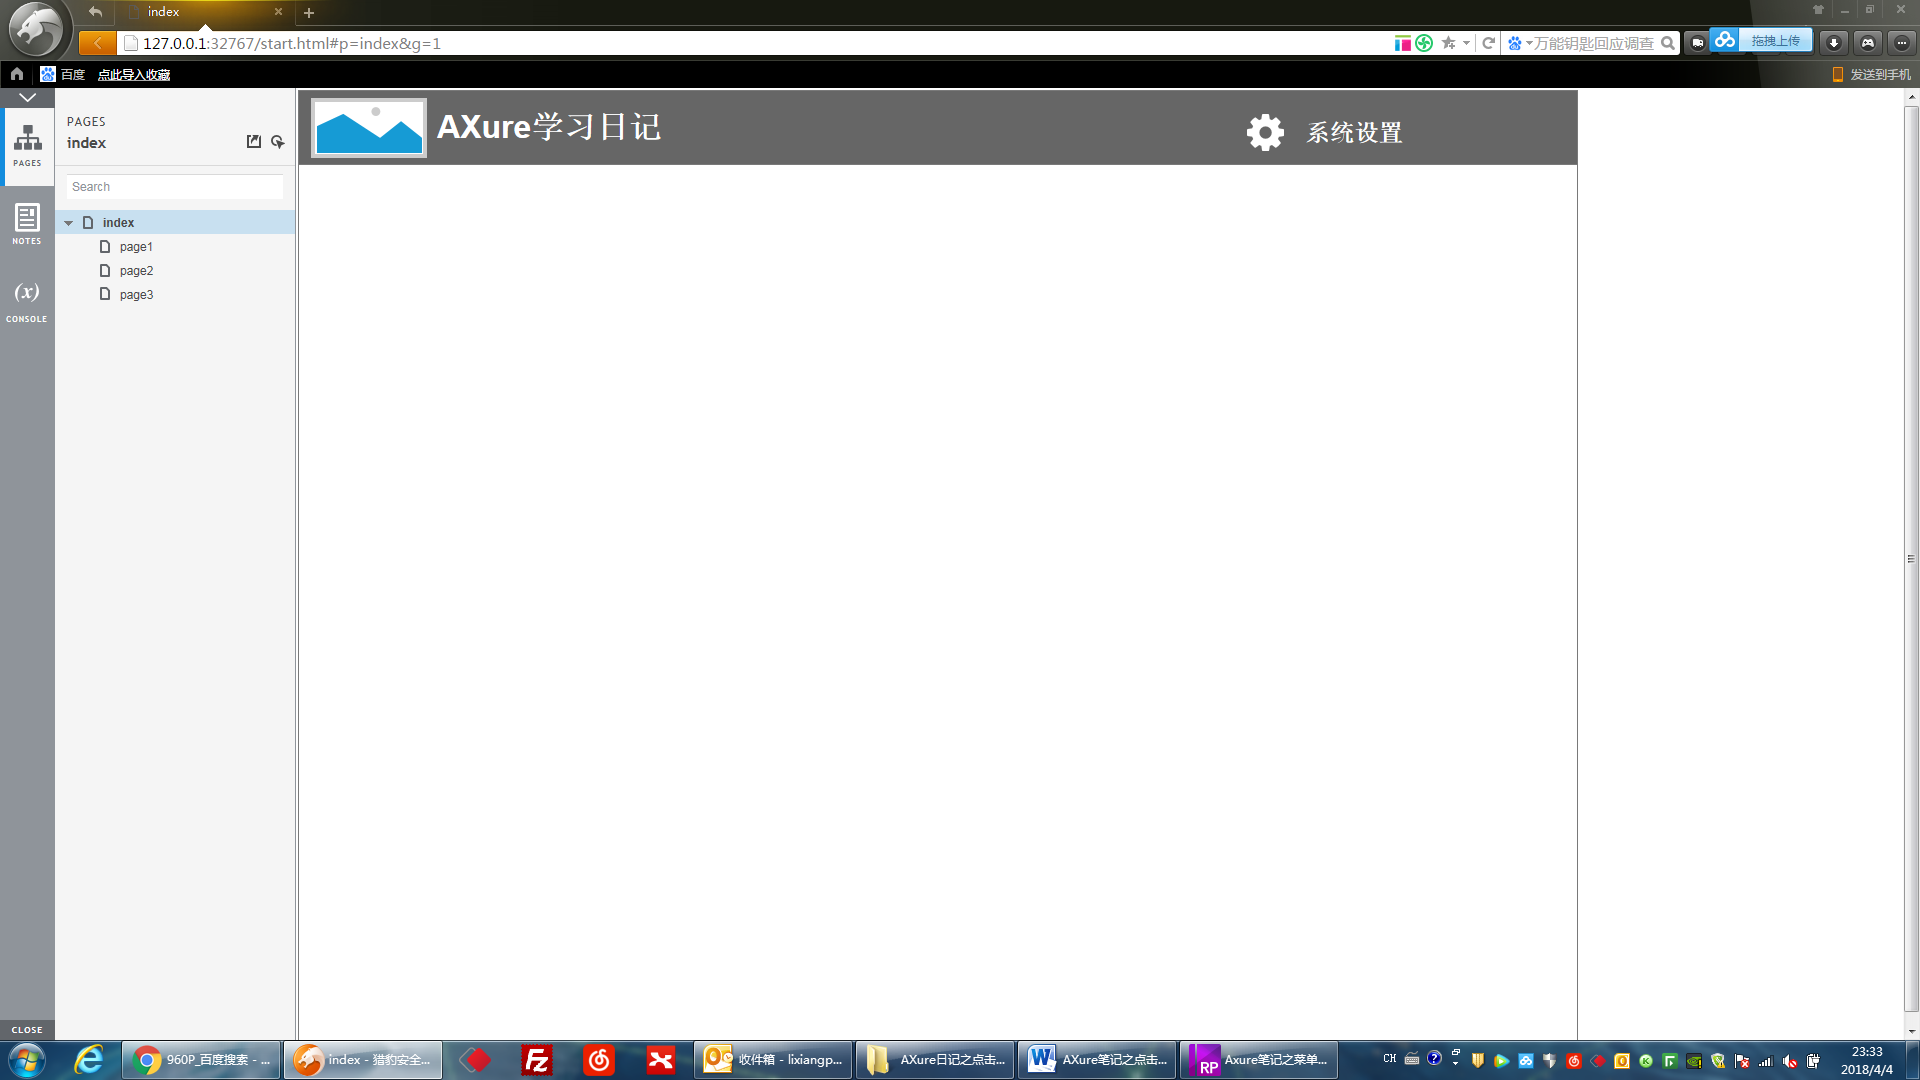 index
127.0.0.1:32767/start.html#p=index&g=1
万能钥匙回应调查
拖拽上传
百度
点此导入收藏
发送到手机
PAGES
index
Search
index
page1
page2
page3
PAGES
NOTES
(x)
CONSOLE
CLOSE
AXure学习日记
系统设置
960P_百度搜索 - ...
index - 猎豹安全...
收件箱 - lixiangp...
AXure日记之点击...
AXure笔记之点击...
Axure笔记之菜单...
CH
23:33
2018/4/4